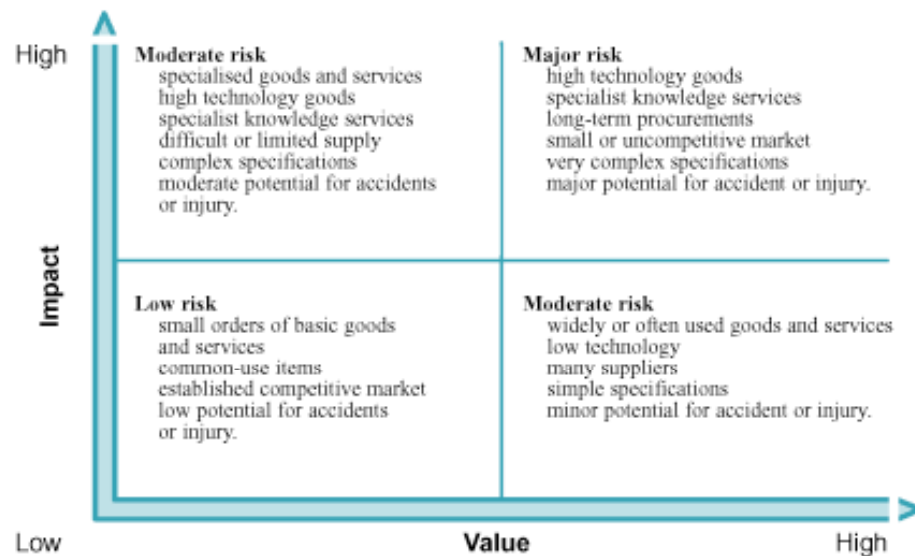 High
Moderate risk
specialised goods and services
high technology goods
specialist knowledge services
difficult or limited supply
complex specifications
moderate potential for accidents
or injury.
Major risk
high technology goods
specialist knowledge services
long-term procurements
small or uncompetitive market
very complex specifications
major potential for accident or injury.
Impact
Low risk
small orders of basic goods
and services
common-use items
established competitive market
low potential for accidents
or injury.
Moderate risk
widely or often used goods and services
low technology
many suppliers
simple specifications
minor potential for accident or injury.
Low
Value
High